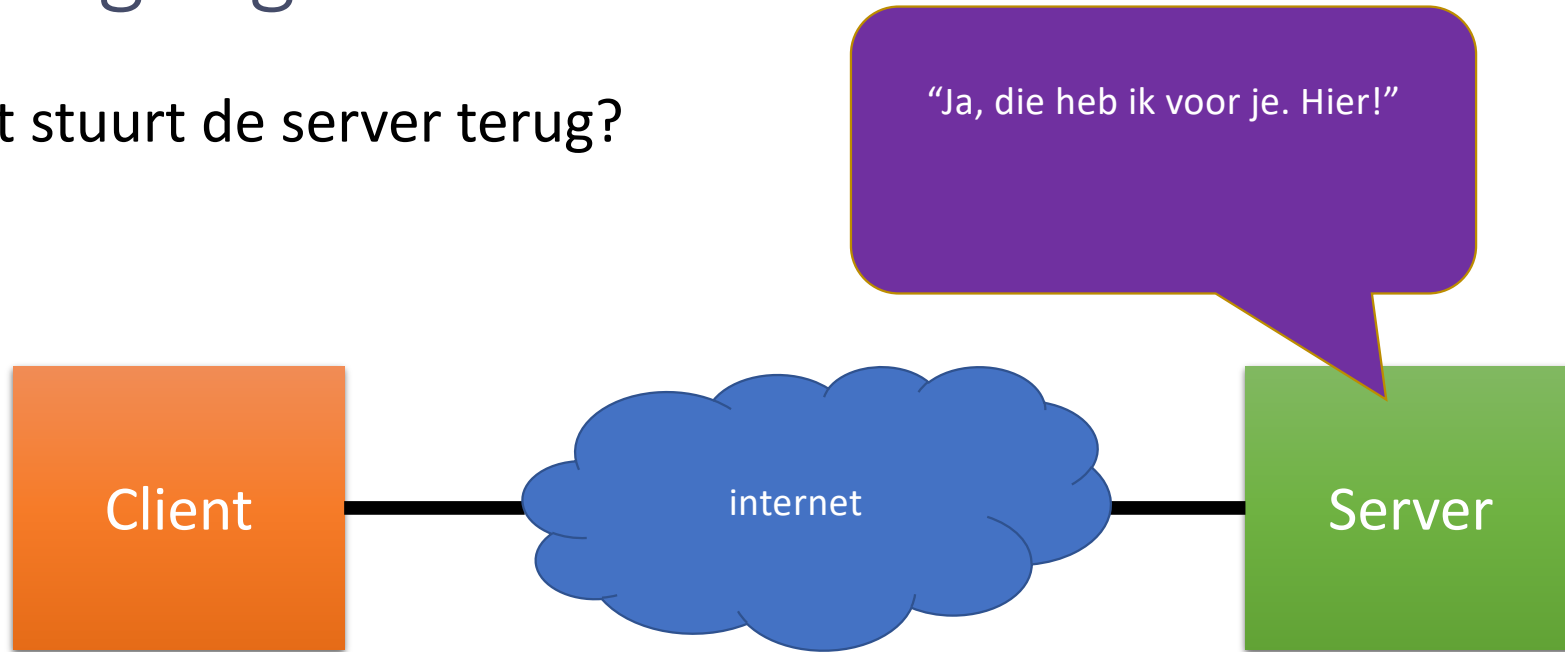 t stuurt de server terug?
“Ja, die heb ik voor je. Hier!”
Client
internet
Server